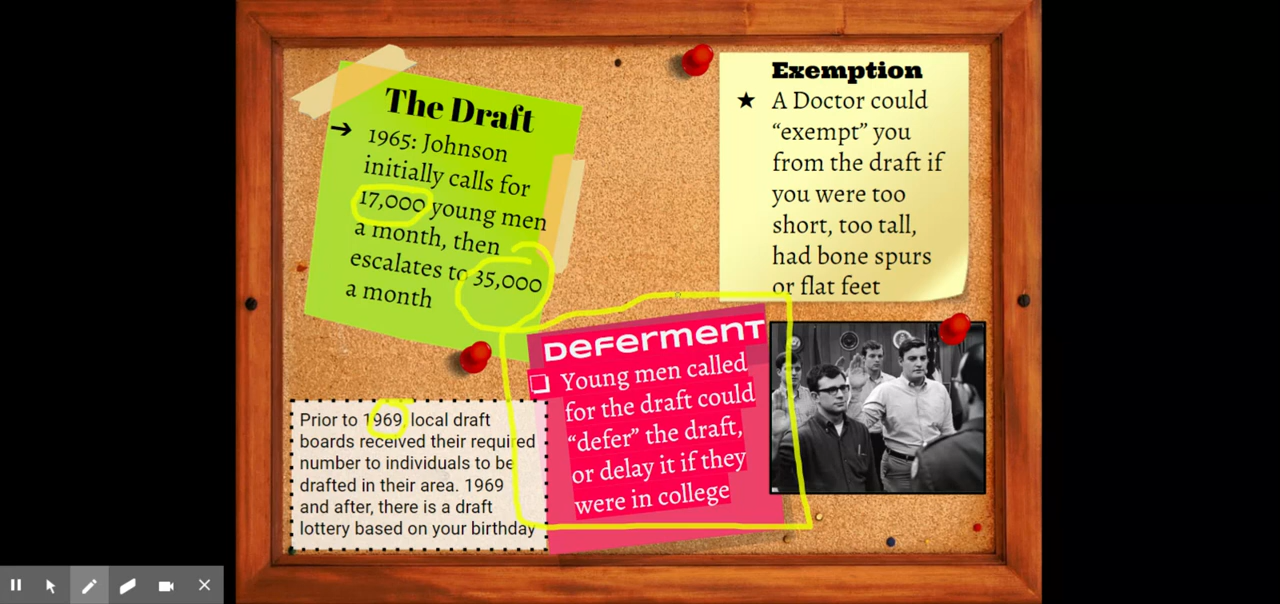 The Draft
➔ 1965: Johnson
initially calls for
17,000 young men
a month, then
escalates to 35,000
a month
Exemption
★ A Doctor could
“exempt” you
from the draft if
you were too
short, too tall,
had bone spurs
or flat feet
Deferment
❏ Young men called
for the draft could
“defer” the draft,
or delay it if they
were in college
Prior to 1969, local draft
boards received their required
number to individuals to be
drafted in their area. 1969
and after, there is a draft
lottery based on your birthday